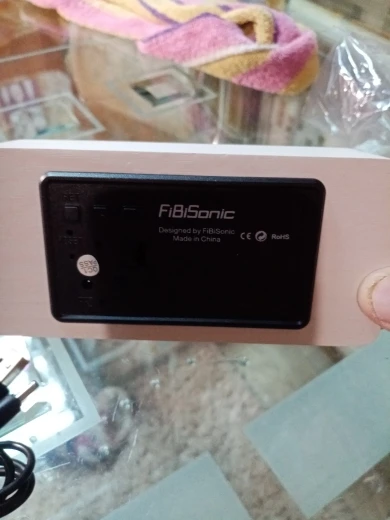 FiBiSonic
Designed by FiBiSonic
Made in China
CE RoHS